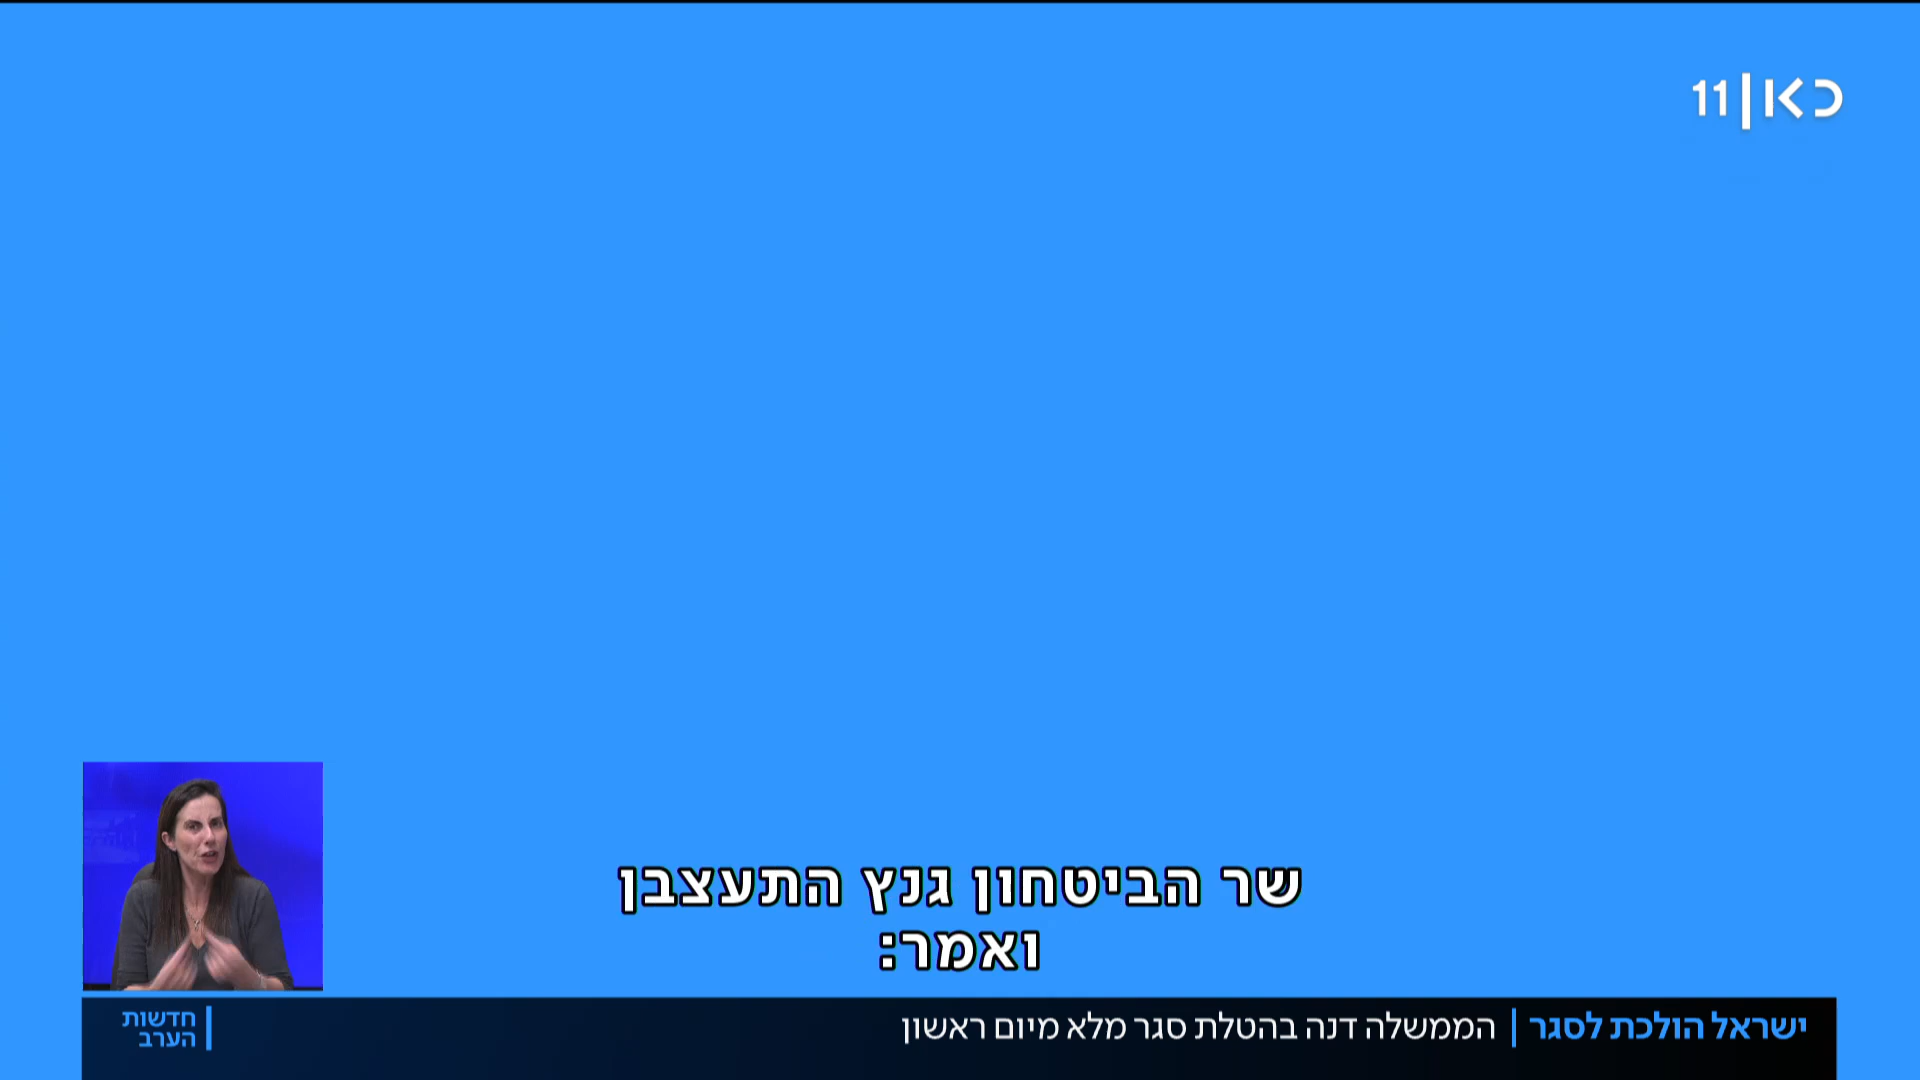 כאן 11
שר הביטחון גנץ התעצבן
ואמר:
ישראל הולכת לסגר | הממשלה דנה בהטלת סגר מלא מיום ראשון
חדשות
הערב